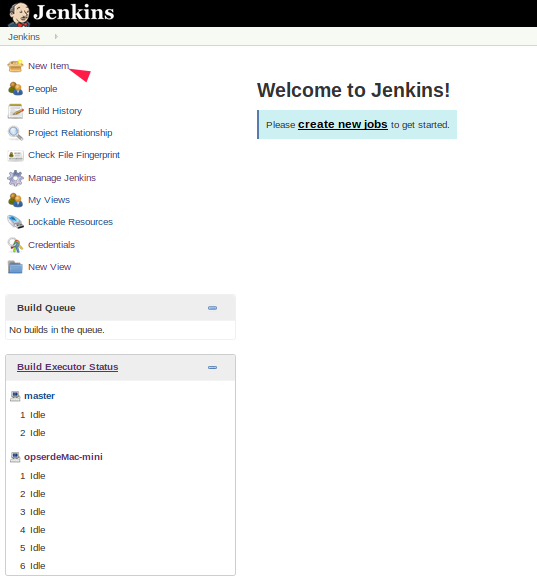 Jenkins
Jenkins
New Item
People
Build History
Project Relationship
Check File Fingerprint
Manage Jenkins
My Views
Lockable Resources
Credentials
New View
Welcome to Jenkins!
Please create new jobs to get started.
Build Queue
No builds in the queue.
Build Executor Status
master
1 Idle
2 Idle
opserdeMac-mini
1 Idle
2 Idle
3 Idle
4 Idle
5 Idle
6 Idle